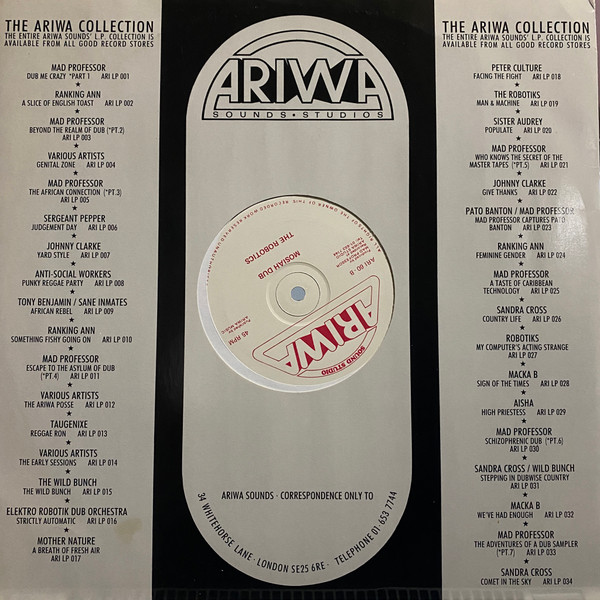 THE ARIWA COLLECTION
THE ENTIRE ARIWA SOUNDS' L.P. COLLECTION IS
AVAILABLE FROM ALL GOOD RECORD STORES
MAD PROFESSOR
DUB ME CRAZY *PART 1 ARI LP 001
★
RANKING ANN
A SLICE OF ENGLISH TOAST ARI LP 002
★
MAD PROFESSOR
BEYOND THE REALM OF DUB (*PT.2)
ARI LP 003
★
VARIOUS ARTISTS
GENITAL ZONE ARI LP 004
★
MAD PROFESSOR
THE AFRICAN CONNECTION (*PT.3)
ARI LP 005
★
SERGEANT PEPPER
JUDGEMENT DAY ARI LP 006
★
JOHNNY CLARKE
YARD STYLE ARI LP 007
★
ANTI-SOCIAL WORKERS
PUNKY REGGAE PARTY ARI LP 008
★
TONY BENJAMIN / SANE INMATES
AFRICAN REBEL ARI LP 009
★
RANKING ANN
SOMETHING FISHY GOING ON ARI LP 010
★
MAD PROFESSOR
ESCAPE TO THE ASYLUM OF DUB
(*PT.4) ARI LP 011
★
VARIOUS ARTISTS
THE ARIWA POSSE ARI LP 012
★
TAUGENIXE
REGGAE RON ARI LP 013
★
VARIOUS ARTISTS
THE EARLY SESSIONS ARI LP 014
★
THE WILD BUNCH
THE WILD BUNCH ARI LP 015
★
ELEKTRO ROBOTIK DUB ORCHESTRA
STRICTLY AUTOMATIC ARI LP 016
★
MOTHER NATURE
A BREATH OF FRESH AIR
ARI LP 017
ARIWA
SOUNDS • STUDIOS
ARI 60 B
MOSIAH DUB
THE ROBOTICS
45 RPM
ARIWA
SOUND STUDIO
ARIWA SOUNDS · CORRESPONDENCE ONLY TO
34 WHITEHORSE LANE · LONDON SE25 6RE · TELEPHONE 01 653 7744
THE ARIWA COLLECTION
THE ENTIRE ARIWA SOUNDS' L.P. COLLECTION IS
AVAILABLE FROM ALL GOOD RECORD STORES
PETER CULTURE
FACING THE FIGHT ARI LP 018
★
THE ROBOTIKS
MAN & MACHINE ARI LP 019
★
SISTER AUDREY
POPULATE ARI LP 020
★
MAD PROFESSOR
WHO KNOWS THE SECRET OF THE
MASTER TAPES (*PT.5) ARI LP 021
★
JOHNNY CLARKE
GIVE THANKS ARI LP 022
★
PATO BANTON / MAD PROFESSOR
MAD PROFESSOR CAPTURES PATO
BANTON ARI LP 023
★
RANKING ANN
FEMININE GENDER ARI LP 024
★
MAD PROFESSOR
A TASTE OF CARIBBEAN
TECHNOLOGY ARI LP 025
★
SANDRA CROSS
COUNTRY LIFE ARI LP 026
★
ROBOTIKS
MY COMPUTER'S ACTING STRANGE
ARI LP 027
★
MACKA B
SIGN OF THE TIMES ARI LP 028
★
AISHA
HIGH PRIESTESS ARI LP 029
★
MAD PROFESSOR
SCHIZOPHRENIC DUB (*PT.6)
ARI LP 030
★
SANDRA CROSS / WILD BUNCH
STEPPING IN DUBWISE COUNTRY
ARI LP 031
★
MACKA B
WE'VE HAD ENOUGH ARI LP 032
★
MAD PROFESSOR
THE ADVENTURES OF A DUB SAMPLER
(*PT.7) ARI LP 033
★
SANDRA CROSS
COMET IN THE SKY ARI LP 034